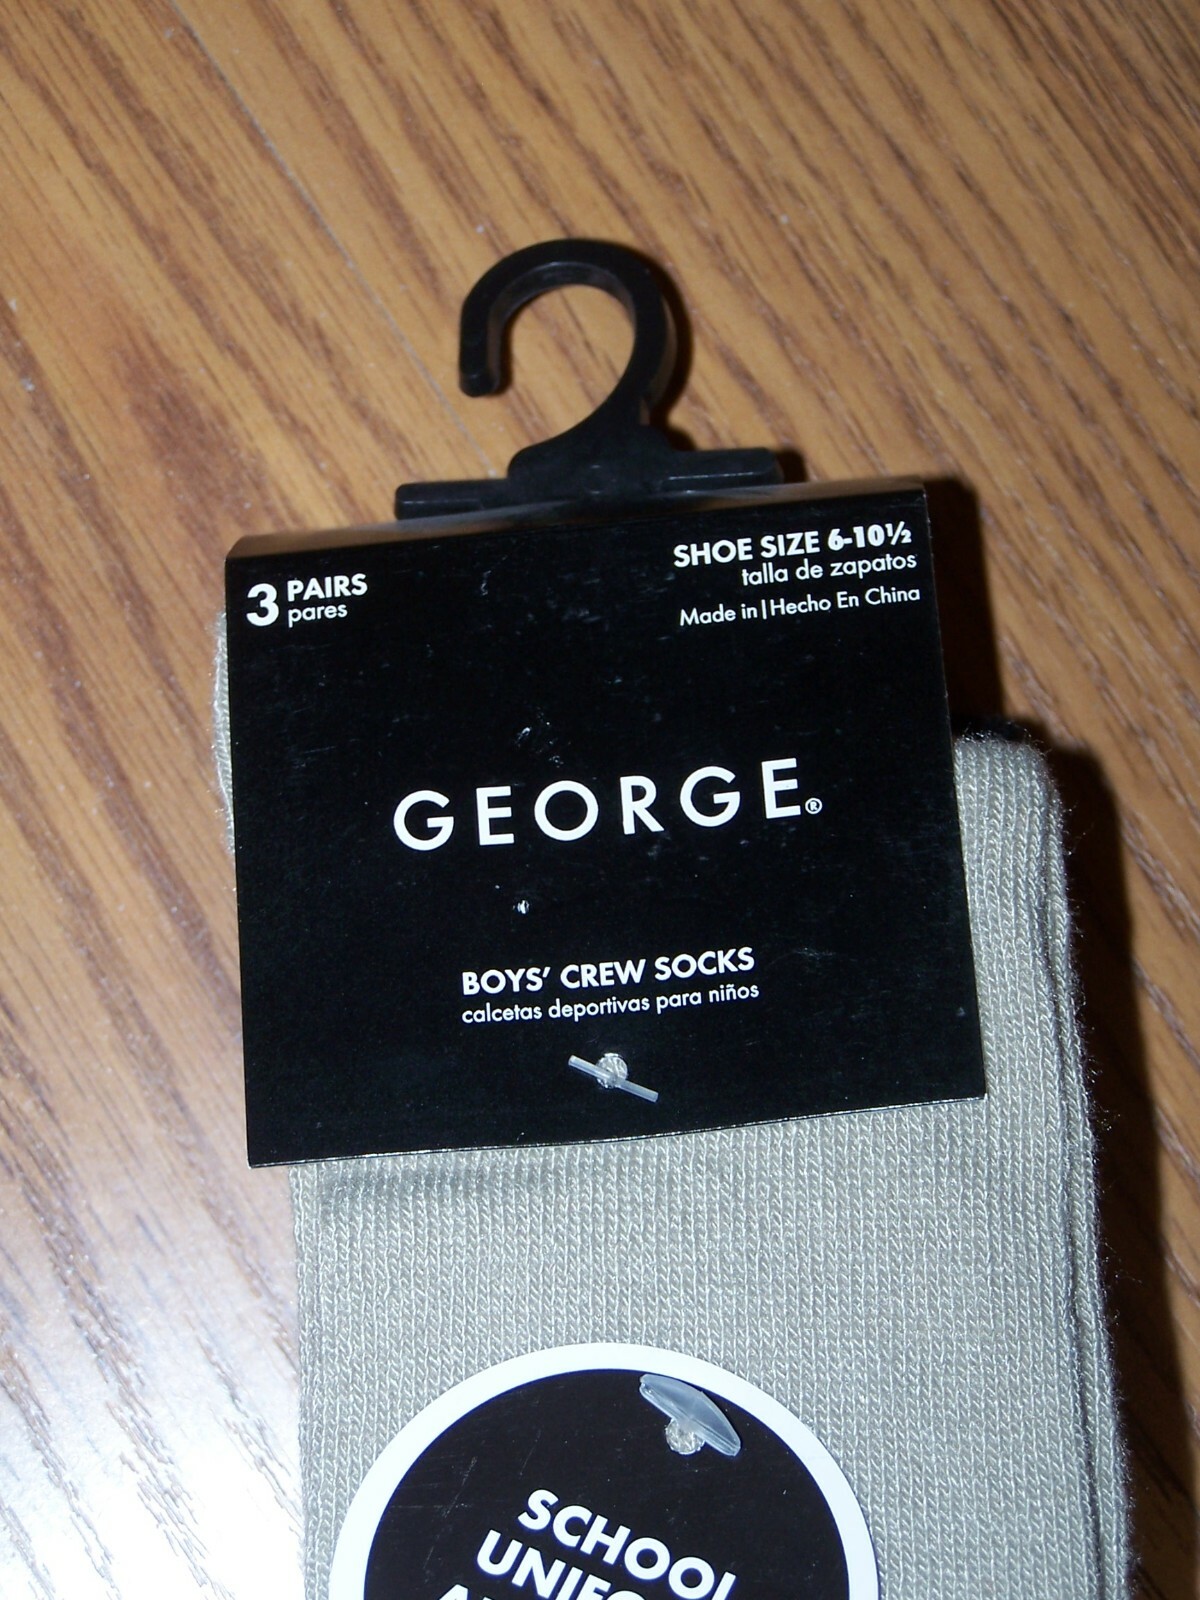 3 PAIRS
pares
SHOE SIZE 6-10½
talla de zapatos
Made in | Hecho En China
GEORGE®
BOYS' CREW SOCKS
calcetas deportivas para niños
SCHOOL